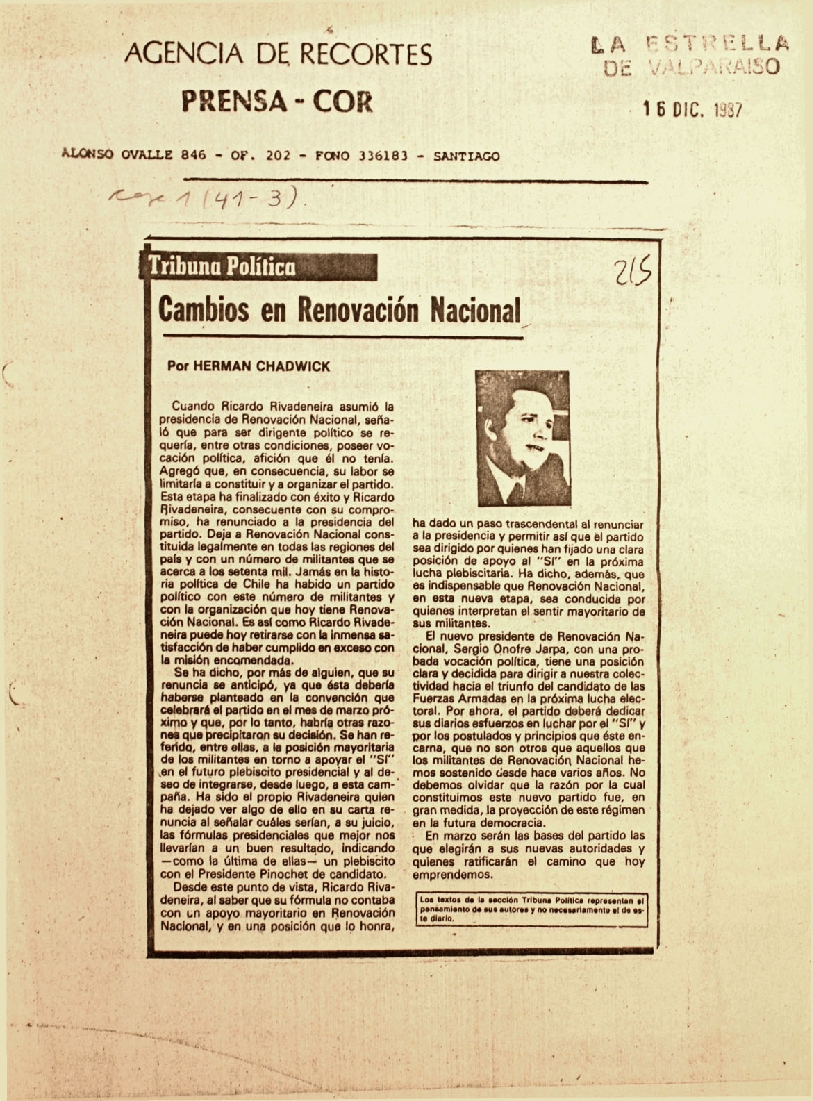 AGENCIA DE RECORTES
PRENSA - COR
LA ESTRELLA
DE VALPARAISO
16 DIC. 1987
ALONSO OVALLE 846 - OF. 202 - FONO 336183 - SANTIAGO
1 (41-3).
215
Tribuna Política
Cambios en Renovación Nacional
Por HERMAN CHADWICK
Cuando Ricardo Rivadeneira asumió la
presidencia de Renovación Nacional, seña-
ló que para ser dirigente político se re-
quería, entre otras condiciones, poseer vo-
cación política, afición que él no tenía.
Agregó que, en consecuencia, su labor se
limitaría a constituir y a organizar el partido.
Esta etapa ha finalizado con éxito y Ricardo
Rivadeneira, consecuente con su compro-
miso, ha renunciado a la presidencia del
partido. Deja a Renovación Nacional cons-
tituida legalmente en todas las regiones del
país y con un número de militantes que se
acerca a los setenta mil. Jamás en la histo-
ria política de Chile ha habido un partido
político con este número de militantes y
con la organización que hoy tiene Renova-
ción Nacional. Es así como Ricardo Rivade-
neira puede hoy retirarse con la inmensa sa-
tisfacción de haber cumplido en exceso con
la misión encomendada.
Se ha dicho, por más de alguien, que su
renuncia se anticipó, ya que ésta debería
haberse planteado en la convención que
celebrará el partido en el mes de marzo pró-
ximo y que, por lo tanto, habría otras razo-
nes que precipitaron su decisión. Se han re-
ferido, entre ellas, a la posición mayoritaria
de los militantes en torno a apoyar el "SI"
en el futuro plebiscito presidencial y al de-
seo de integrarse, desde luego, a esta cam-
paña. Ha sido el propio Rivadeneira quien
ha dejado ver algo de ello en su carta re-
nuncia al señalar cuáles serían, a su juicio,
las fórmulas presidenciales que mejor nos
llevarían a un buen resultado, indicando
—como la última de ellas— un plebiscito
con el Presidente Pinochet de candidato.
Desde este punto de vista, Ricardo Riva-
deneira, al saber que su fórmula no contaba
con un apoyo mayoritario en Renovación
Nacional, y en una posición que lo honra,
ha dado un paso trascendental al renunciar
a la presidencia y permitir así que el partido
sea dirigido por quienes han fijado una clara
posición de apoyo al "SI" en la próxima
lucha plebiscitaria. Ha dicho, además, que
es indispensable que Renovación Nacional,
en esta nueva etapa, sea conducida por
quienes interpretan el sentir mayoritario de
sus militantes.
El nuevo presidente de Renovación Na-
cional, Sergio Onofre Jarpa, con una pro-
bada vocación política, tiene una posición
clara y decidida para dirigir a nuestra colec-
tividad hacia el triunfo del candidato de las
Fuerzas Armadas en la próxima lucha elec-
toral. Por ahora, el partido deberá dedicar
sus diarios esfuerzos en luchar por el "SI" y
por los postulados y principios que éste en-
carna, que no son otros que aquellos que
los militantes de Renovación Nacional he-
mos sostenido desde hace varios años. No
debemos olvidar que la razón por la cual
constituimos este nuevo partido fue, en
gran medida, la proyección de este régimen
en la futura democracia.
En marzo serán las bases del partido las
que elegirán a sus nuevas autoridades y
quienes ratificarán el camino que hoy
emprendemos.
Los textos de la sección Tribuna Política representan el
pensamiento de sus autores y no necesariamente el de es-
te diario.